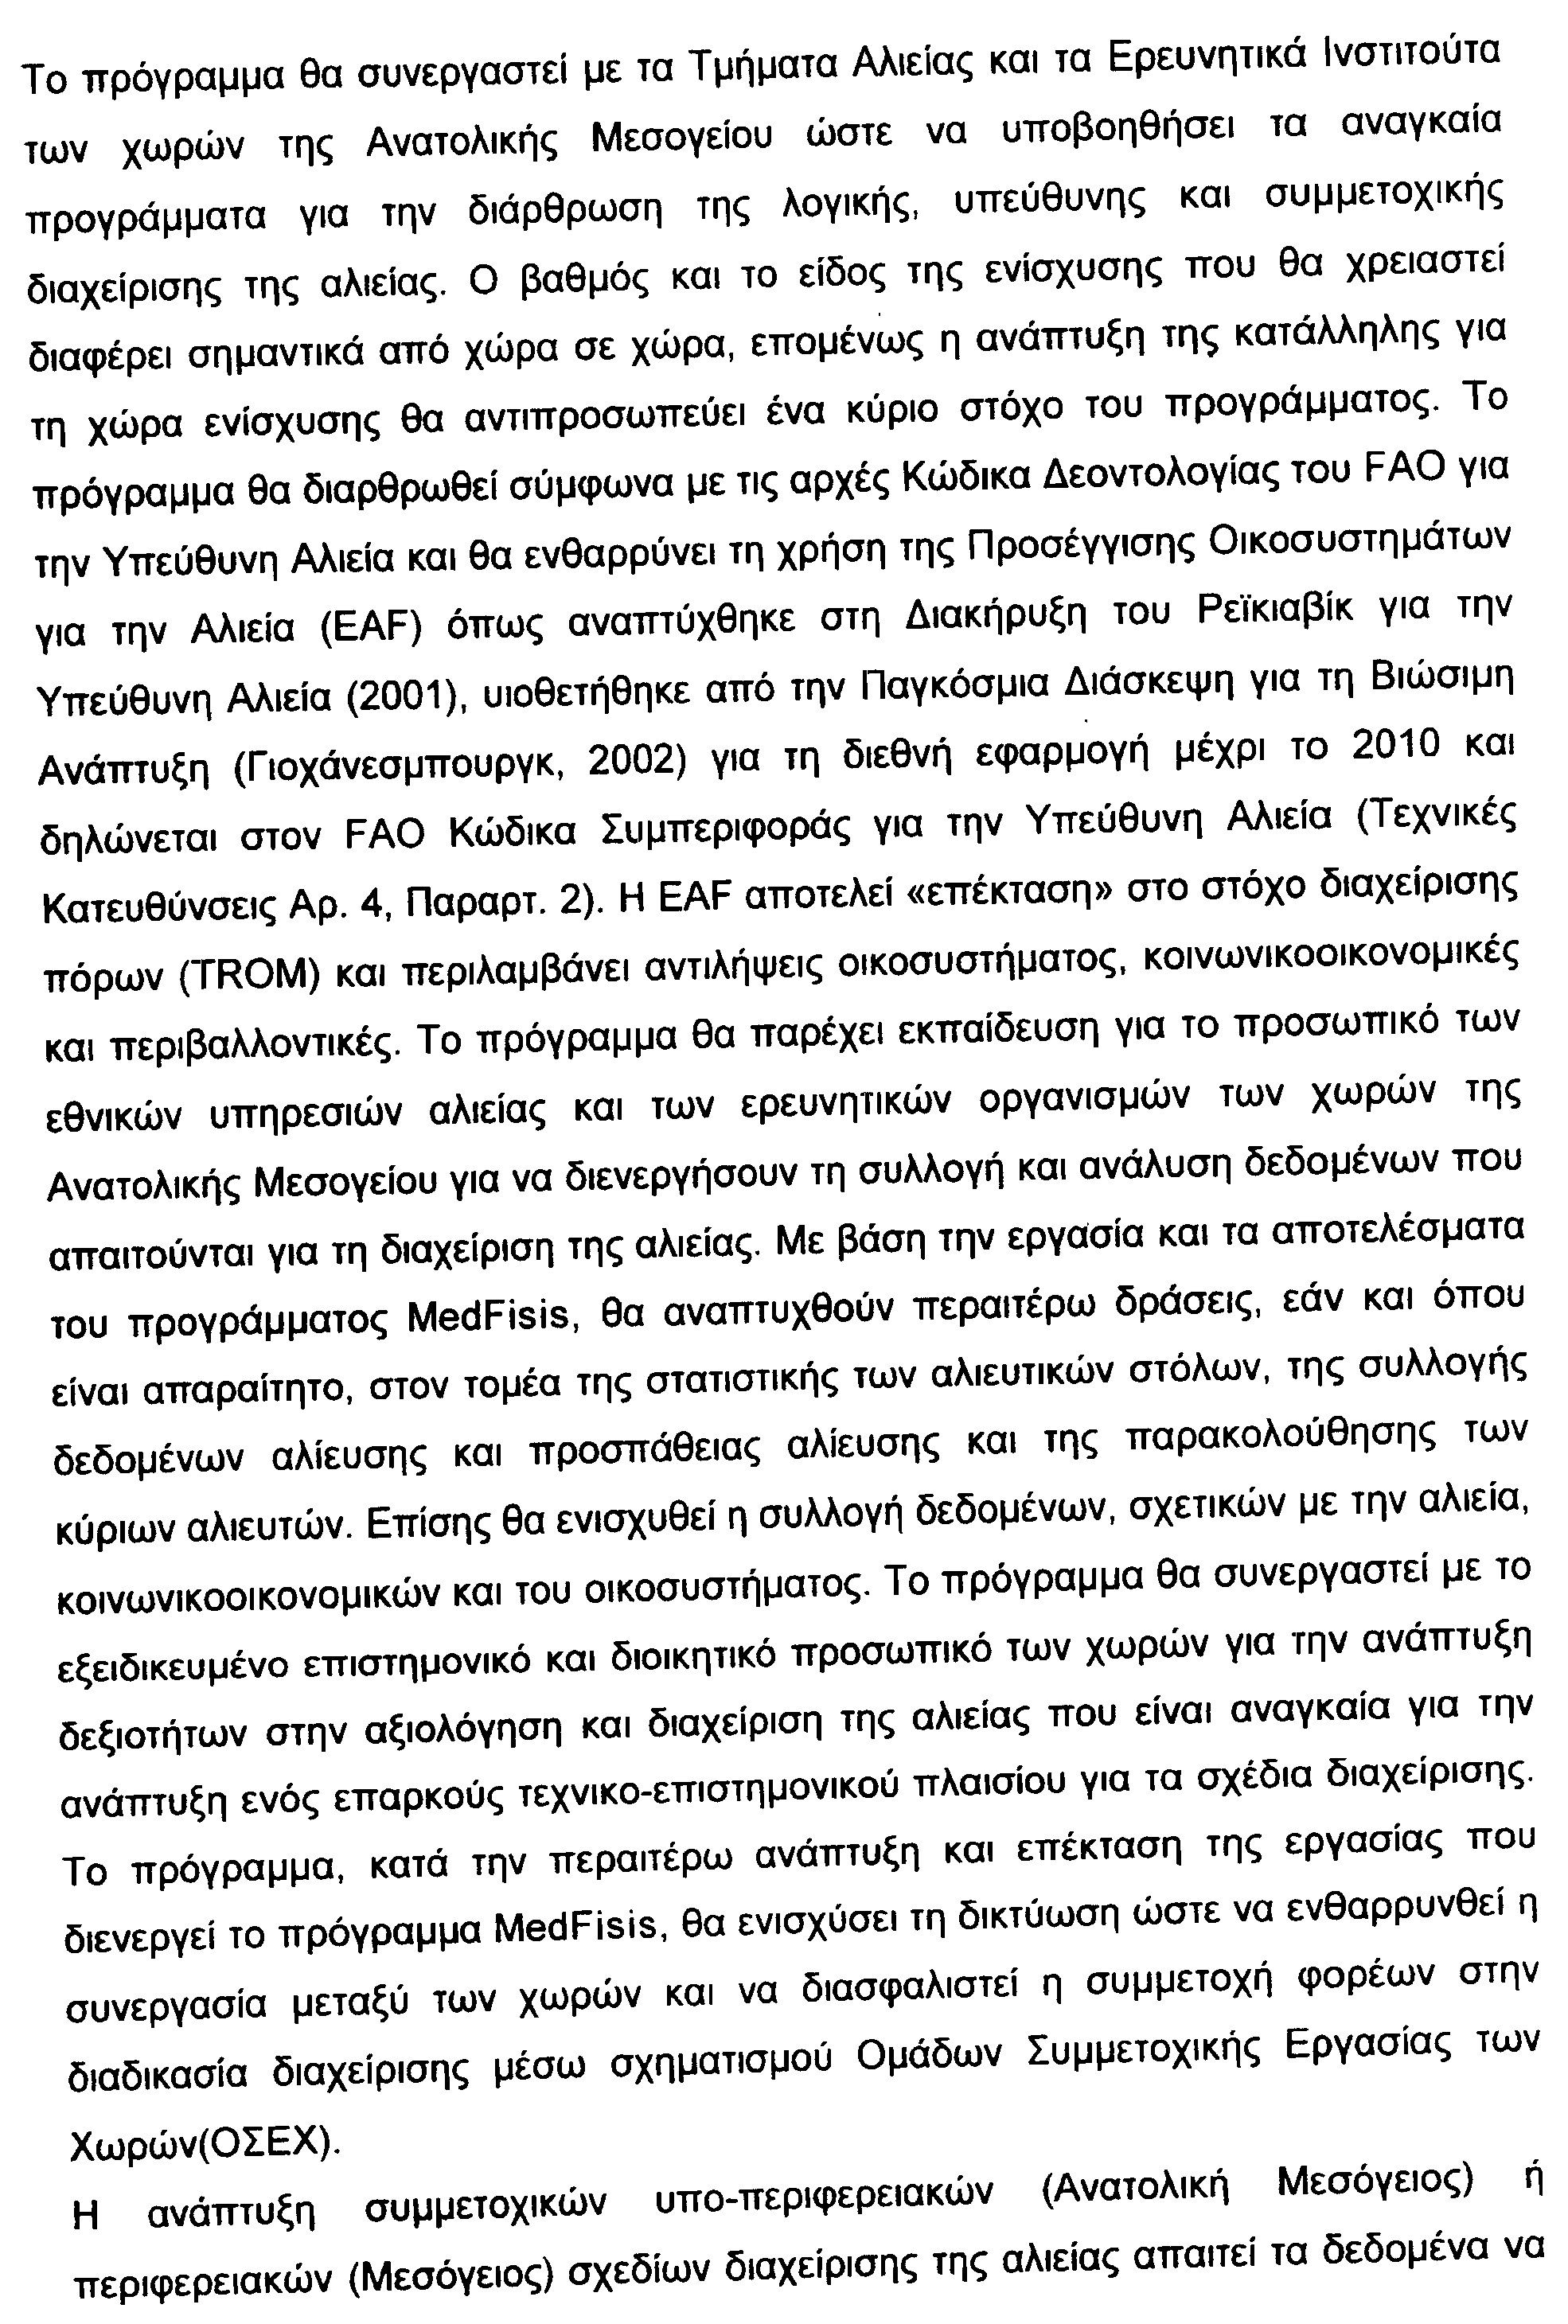 Το πρόγραμμα θα συνεργαστεί με τα Τμήματα Αλιείας και τα Ερευνητικά Ινστιτούτα
των χωρών της Ανατολικής Μεσογείου ώστε να υποβοηθήσει τα αναγκαία
προγράμματα για την διάρθρωση της λογικής, υπεύθυνης και συμμετοχικής
διαχείρισης της αλιείας. Ο βαθμός και το είδος της ενίσχυσης που θα χρειαστεί
διαφέρει σημαντικά από χώρα σε χώρα, επομένως η ανάπτυξη της κατάλληλης για
τη χώρα ενίσχυσης θα αντιπροσωπεύει ένα κύριο στόχο του προγράμματος. Το
πρόγραμμα θα διαρθρωθεί σύμφωνα με τις αρχές Κώδικα Δεοντολογίας του FAO για
την Υπεύθυνη Αλιεία και θα ενθαρρύνει τη χρήση της Προσέγγισης Οικοσυστημάτων
για την Αλιεία (EAF) όπως αναπτύχθηκε στη Διακήρυξη του Ρεϊκιαβίκ για την
Υπεύθυνη Αλιεία (2001), υιοθετήθηκε από την Παγκόσμια Διάσκεψη για τη Βιώσιμη
Ανάπτυξη (Γιοχάνεσμπουργκ, 2002) για τη διεθνή εφαρμογή μέχρι το 2010 και
δηλώνεται στον FAO Κώδικα Συμπεριφοράς για την Υπεύθυνη Αλιεία (Τεχνικές
Κατευθύνσεις Αρ. 4, Παραρτ. 2). Η EAF αποτελεί «επέκταση» στο στόχο διαχείρισης
πόρων (TROM) και περιλαμβάνει αντιλήψεις οικοσυστήματος, κοινωνικοοικονομικές
και περιβαλλοντικές. Το πρόγραμμα θα παρέχει εκπαίδευση για το προσωπικό των
εθνικών υπηρεσιών αλιείας και των ερευνητικών οργανισμών των χωρών της
Ανατολικής Μεσογείου για να διενεργήσουν τη συλλογή και ανάλυση δεδομένων που
απαιτούνται για τη διαχείριση της αλιείας. Με βάση την εργασία και τα αποτελέσματα
του προγράμματος MedFisis, θα αναπτυχθούν περαιτέρω δράσεις, εάν και όπου
είναι απαραίτητο, στον τομέα της στατιστικής των αλιευτικών στόλων, της συλλογής
δεδομένων αλίευσης και προσπάθειας αλίευσης και της παρακολούθησης των
κύριων αλιευτών. Επίσης θα ενισχυθεί η συλλογή δεδομένων, σχετικών με την αλιεία,
κοινωνικοοικονομικών και του οικοσυστήματος. Το πρόγραμμα θα συνεργαστεί με το
εξειδικευμένο επιστημονικό και διοικητικό προσωπικό των χωρών για την ανάπτυξη
δεξιοτήτων στην αξιολόγηση και διαχείριση της αλιείας που είναι αναγκαία για την
ανάπτυξη ενός επαρκούς τεχνικο-επιστημονικού πλαισίου για τα σχέδια διαχείρισης.
Το πρόγραμμα, κατά την περαιτέρω ανάπτυξη και επέκταση της εργασίας που
διενεργεί το πρόγραμμα MedFisis, θα ενισχύσει τη δικτύωση ώστε να ενθαρρυνθεί η
συνεργασία μεταξύ των χωρών και να διασφαλιστεί η συμμετοχή φορέων στην
διαδικασία διαχείρισης μέσω σχηματισμού Ομάδων Συμμετοχικής Εργασίας των
Χωρών(ΟΣΕΧ).
Η ανάπτυξη συμμετοχικών υπο-περιφερειακών (Ανατολική Μεσόγειος) ή
περιφερειακών (Μεσόγειος) σχεδίων διαχείρισης της αλιείας απαιτεί τα δεδομένα να